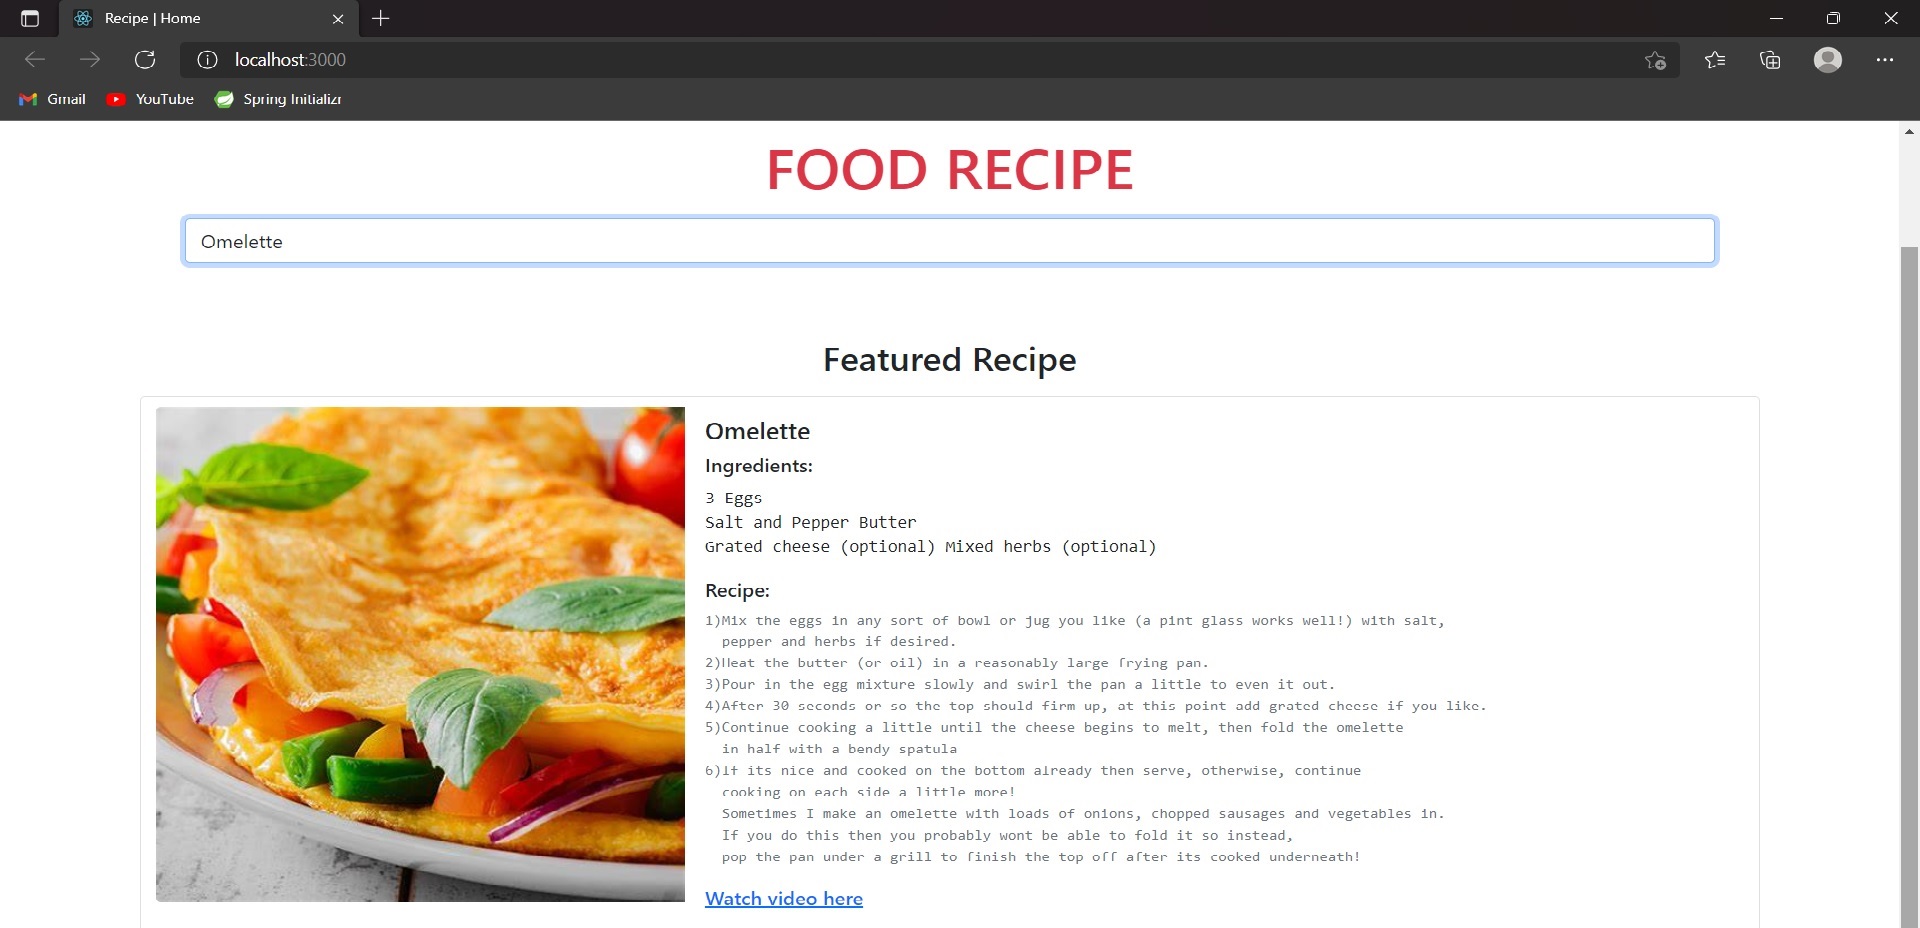 Recipe | Home
localhost:3000
Gmail
YouTube
Spring Initializr
FOOD RECIPE
Omelette
Featured Recipe
Omelette
Ingredients:
3 Eggs
Salt and Pepper Butter
Grated cheese (optional) Mixed herbs (optional)
Recipe:
1)Mix the eggs in any sort of bowl or jug you like (a pint glass works well!) with salt,
pepper and herbs if desired.
2)Heat the butter (or oil) in a reasonably large frying pan.
3)Pour in the egg mixture slowly and swirl the pan a little to even it out.
4)After 30 seconds or so the top should firm up, at this point add grated cheese if you like.
5)Continue cooking a little until the cheese begins to melt, then fold the omelette
in half with a bendy spatula
6)If its nice and cooked on the bottom already then serve, otherwise, continue
cooking on each side a little more!
Sometimes I make an omelette with loads of onions, chopped sausages and vegetables in.
If you do this then you probably wont be able to fold it so instead,
pop the pan under a grill to finish the top off after its cooked underneath!
Watch video here